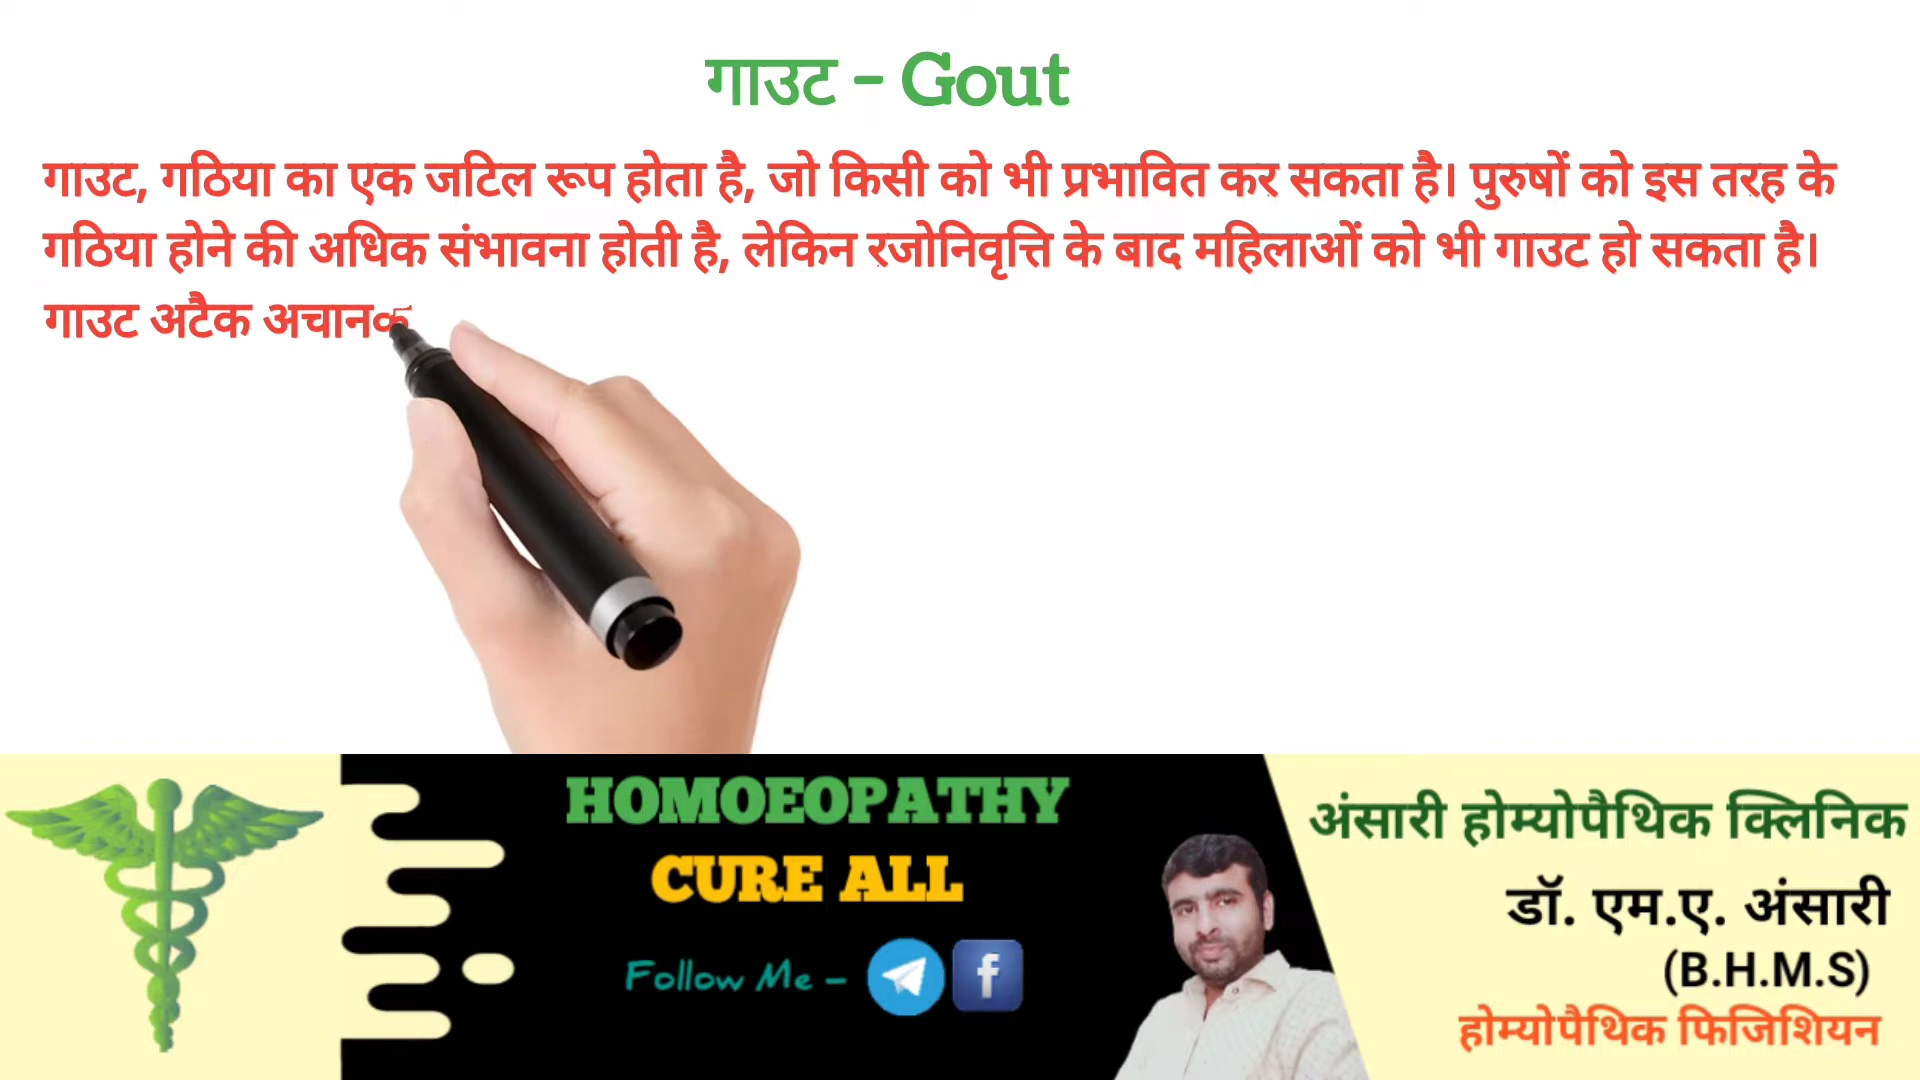 गाउट - Gout
गाउट, गठिया का एक जटिल रूप होता है, जो किसी को भी प्रभावित कर सकता है। पुरुषों को इस तरह के
गठिया होने की अधिक संभावना होती है, लेकिन रजोनिवृत्ति के बाद महिलाओं को भी गाउट हो सकता है।
गाउट अटैक अचानक
HOMOEOPATHY
CURE ALL
Follow Me -
अंसारी होम्योपैथिक क्लिनिक
डॉ. एम.ए. अंसारी
(B.H.M.S)
होम्योपैथिक फिजिशियन